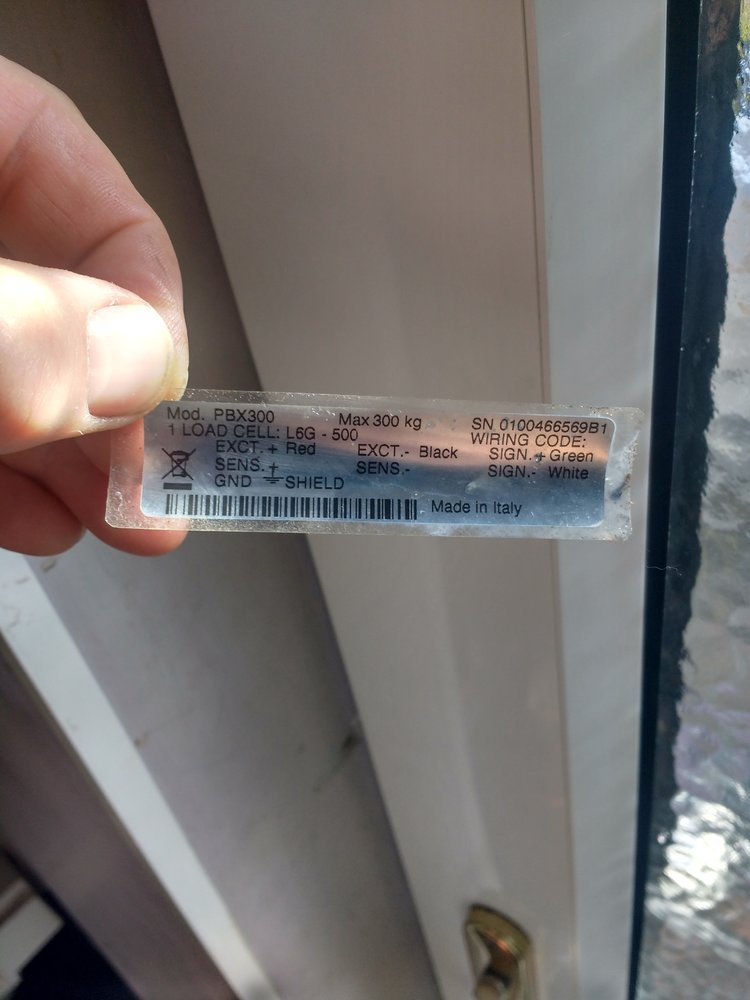 Mod. PBX300 Max 300 kg SN 0100466569B1
1 LOAD CELL: L6G - 500 WIRING CODE:
EXCT. + Red EXCT.- Black SIGN. + Green
SENS. + SENS.- SIGN.- White
GND SHIELD
Made in Italy